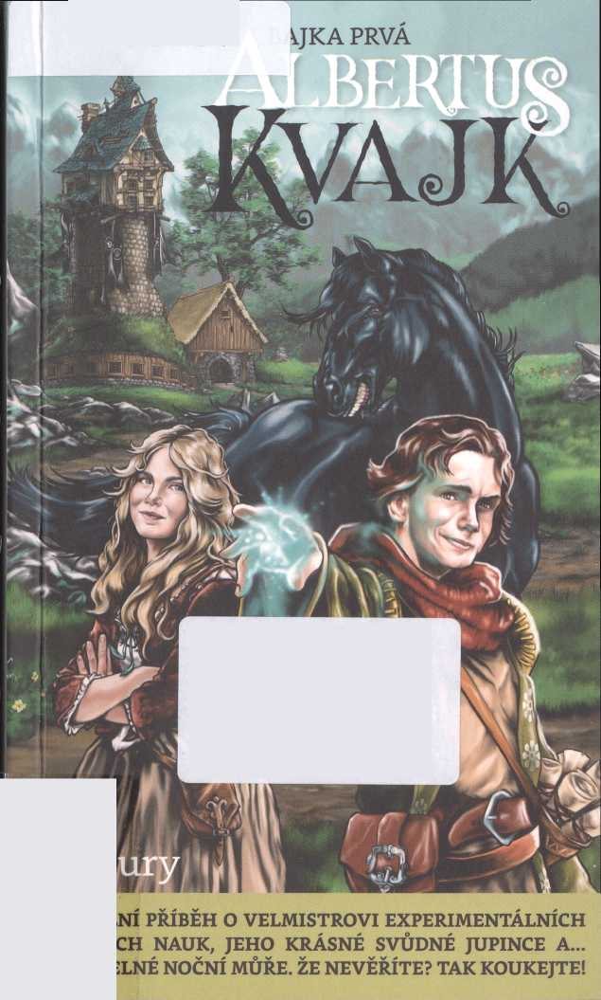 BAJKA PRVÁ
ALBERTUS
KVAJK
ury
ANÍ PŘÍBĚH O VELMISTROVI EXPERIMENTÁLNÍCH
CH NAUK, JEHO KRÁSNÉ SVŮDNÉ JUPINCE A...
ELNÉ NOČNÍ MŮŘE. ŽE NEVĚŘÍTE? TAK KOUKEJTE!